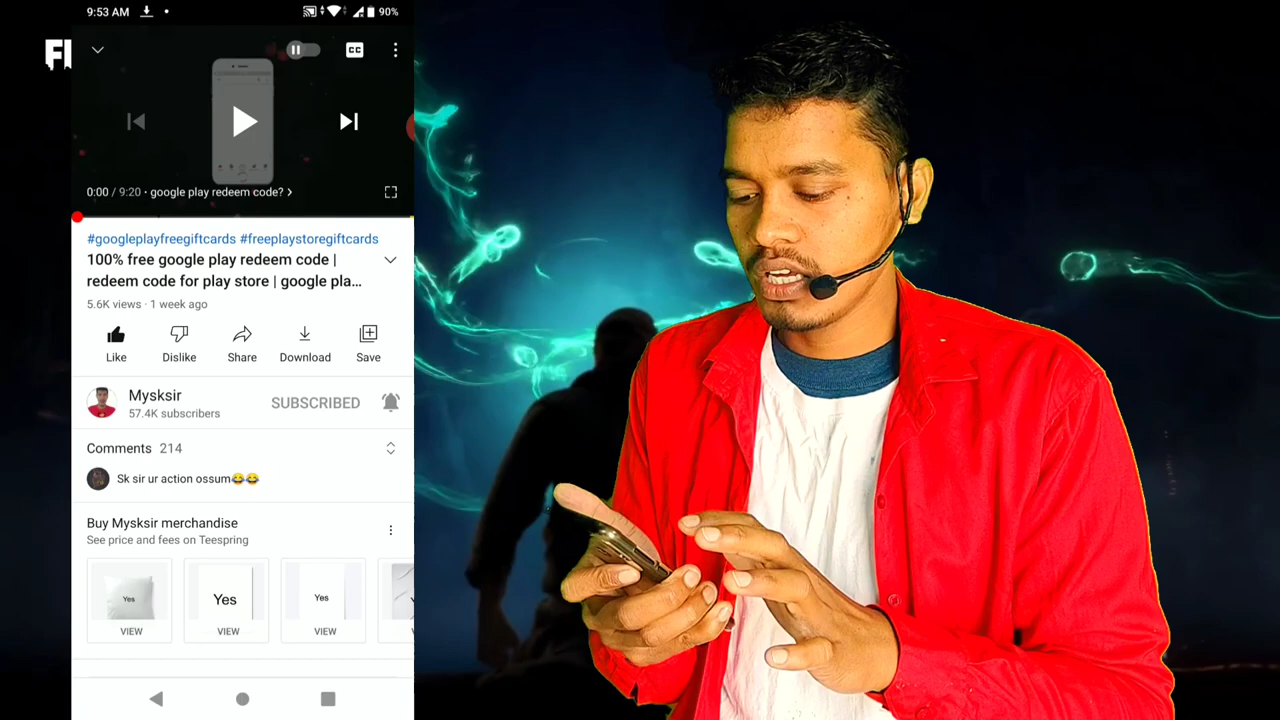 9:53 AM
90%
FI
CC
0:00 / 9:20 · google play redeem code?
#googleplayfreegiftcards #freeplaystoregiftcards
100% free google play redeem code |
redeem code for play store | google pla...
5.6K views · 1 week ago
Like
Dislike
Share
Download
Save
Mysksir
57.4K subscribers
SUBSCRIBED
Comments 214
Sk sir ur action ossum😂😂
Buy Mysksir merchandise
See price and fees on Teespring
Yes
Yes
Yes
VIEW
VIEW
VIEW